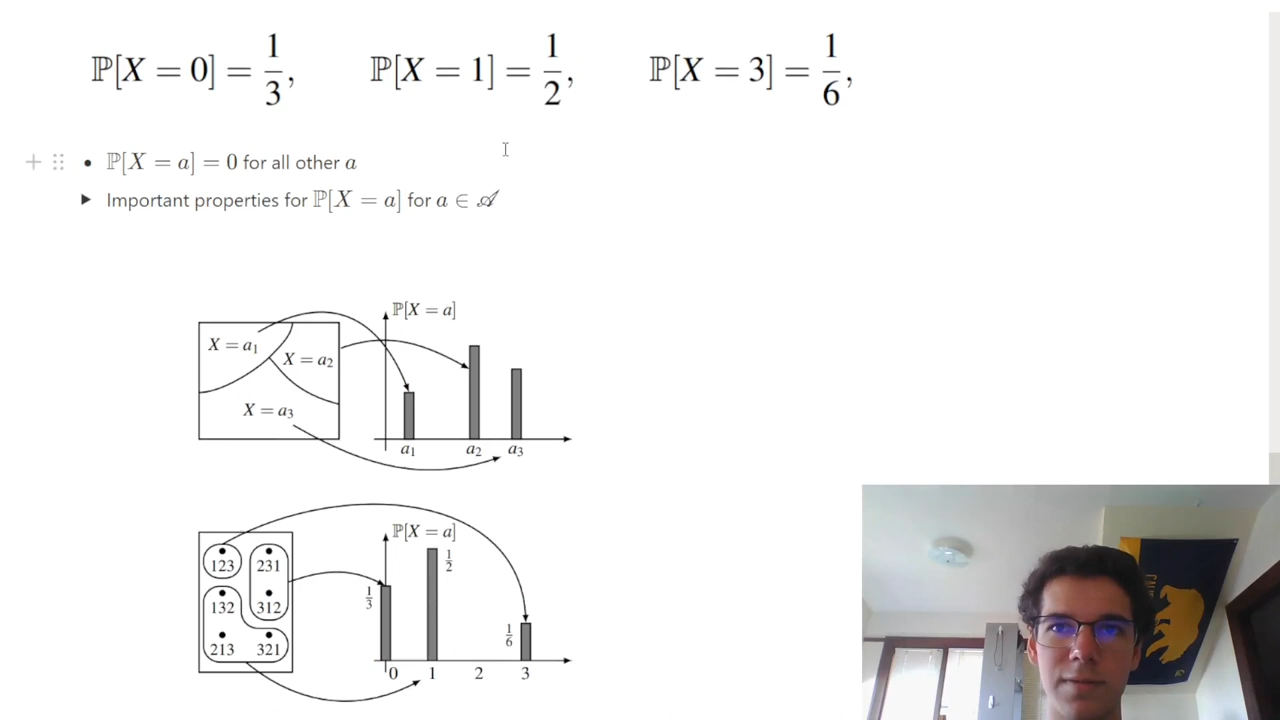 ℙ[X = 0] = 1/3, ℙ[X = 1] = 1/2, ℙ[X = 3] = 1/6,
• ℙ[X = a] = 0 for all other a
▶ Important properties for ℙ[X = a] for a ∈ 𝒜
ℙ[X = a]
X = a₁
X = a₂
X = a₃
a₁ a₂ a₃
ℙ[X = a]
1/2
123 231
1/3
132 312
1/6
213 321
0 1 2 3